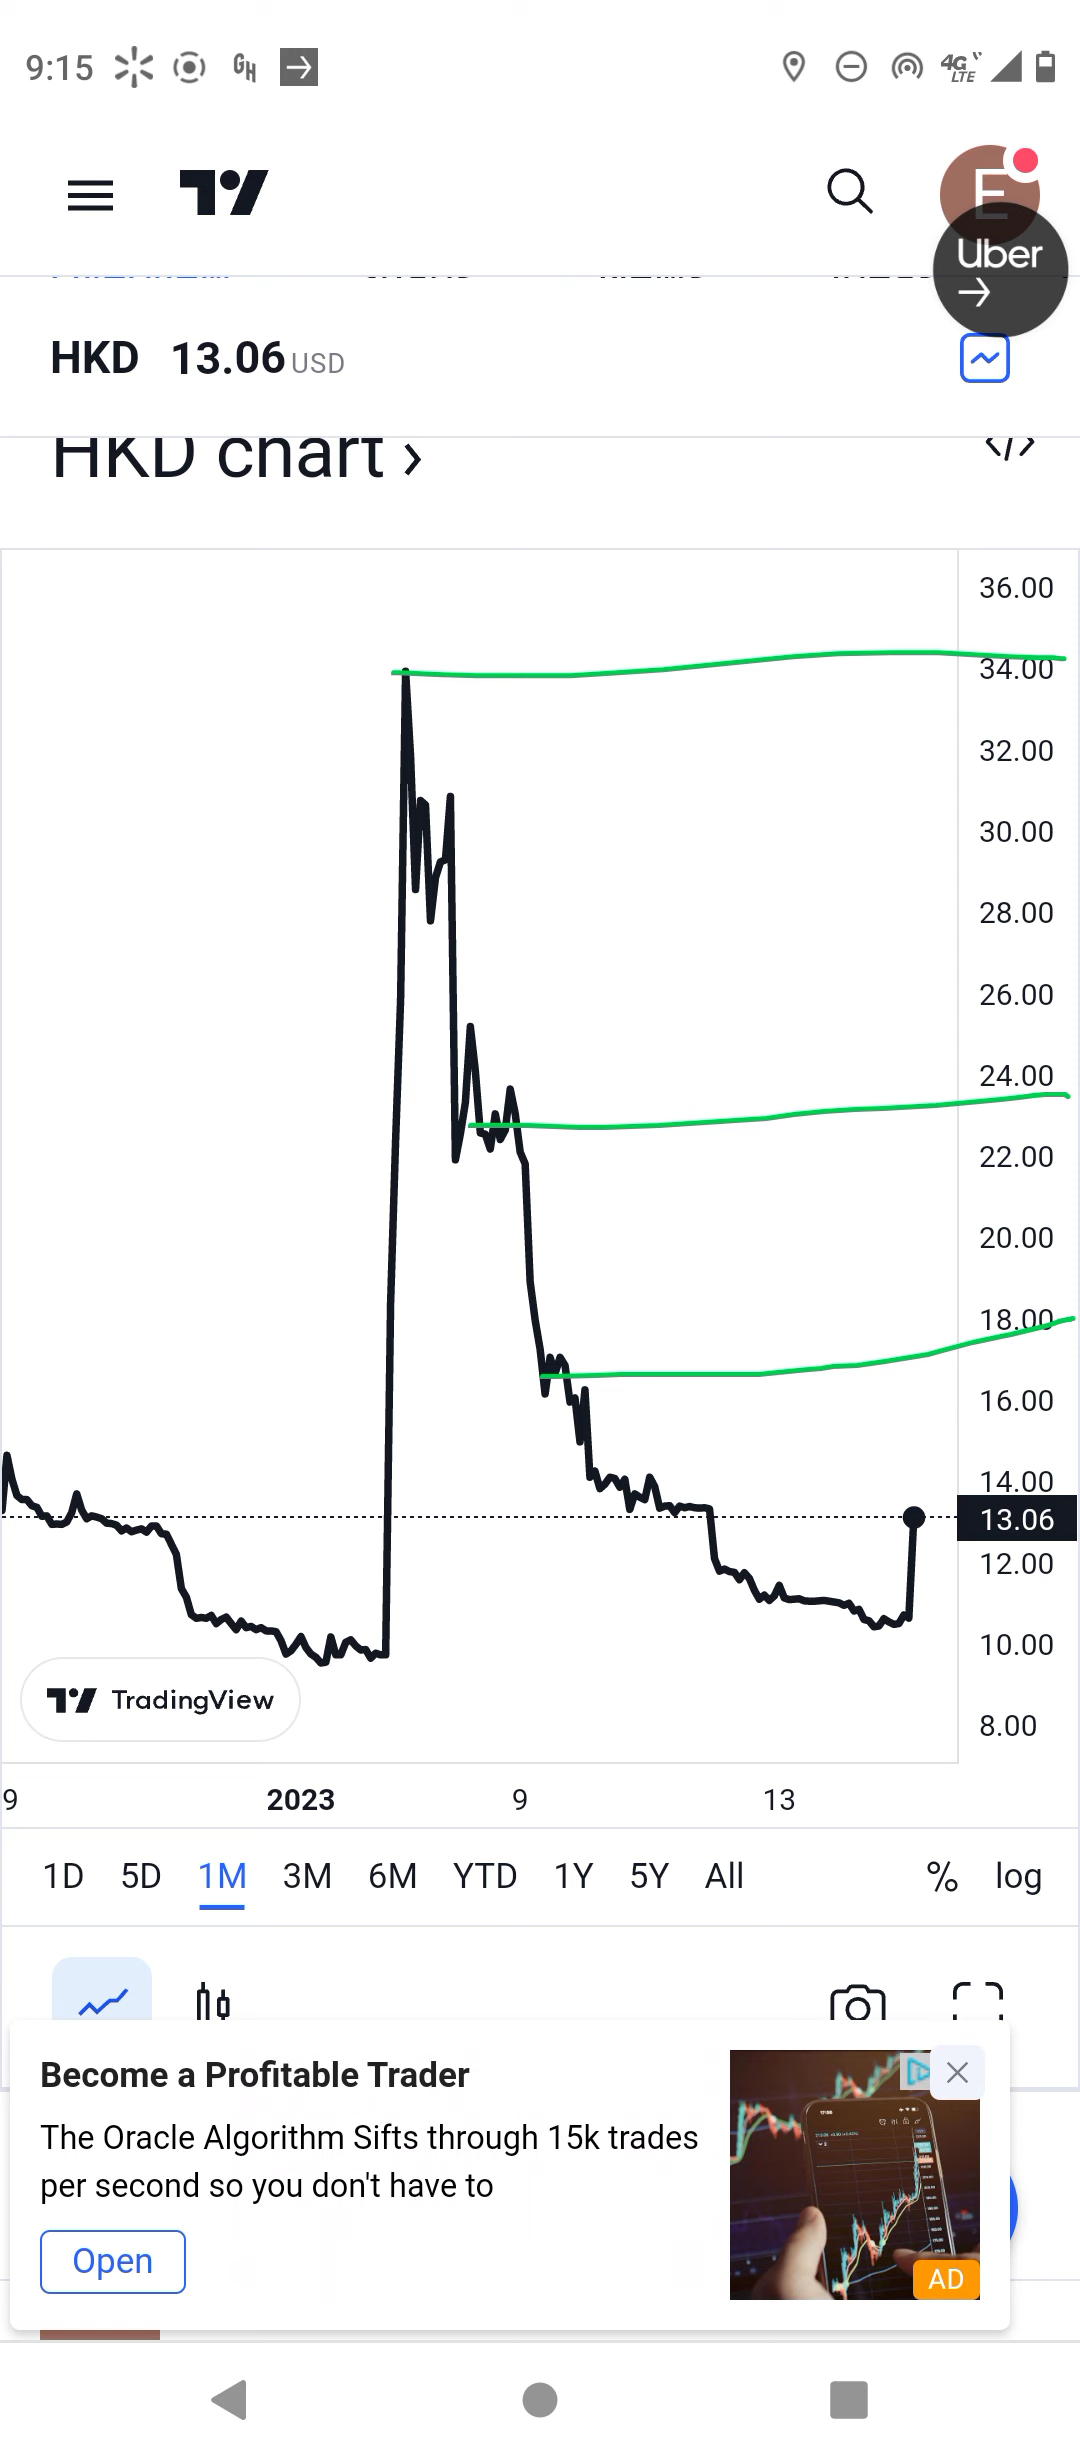 9:15
4G
LTE
E
Uber
HKD 13.06 USD
HKD chart ›
36.00
34.00
32.00
30.00
28.00
26.00
24.00
22.00
20.00
18.00
16.00
14.00
13.06
12.00
10.00
8.00
TradingView
9 2023 9 13
1D 5D 1M 3M 6M YTD 1Y 5Y All % log
Become a Profitable Trader
The Oracle Algorithm Sifts through 15k trades
per second so you don't have to
Open
AD